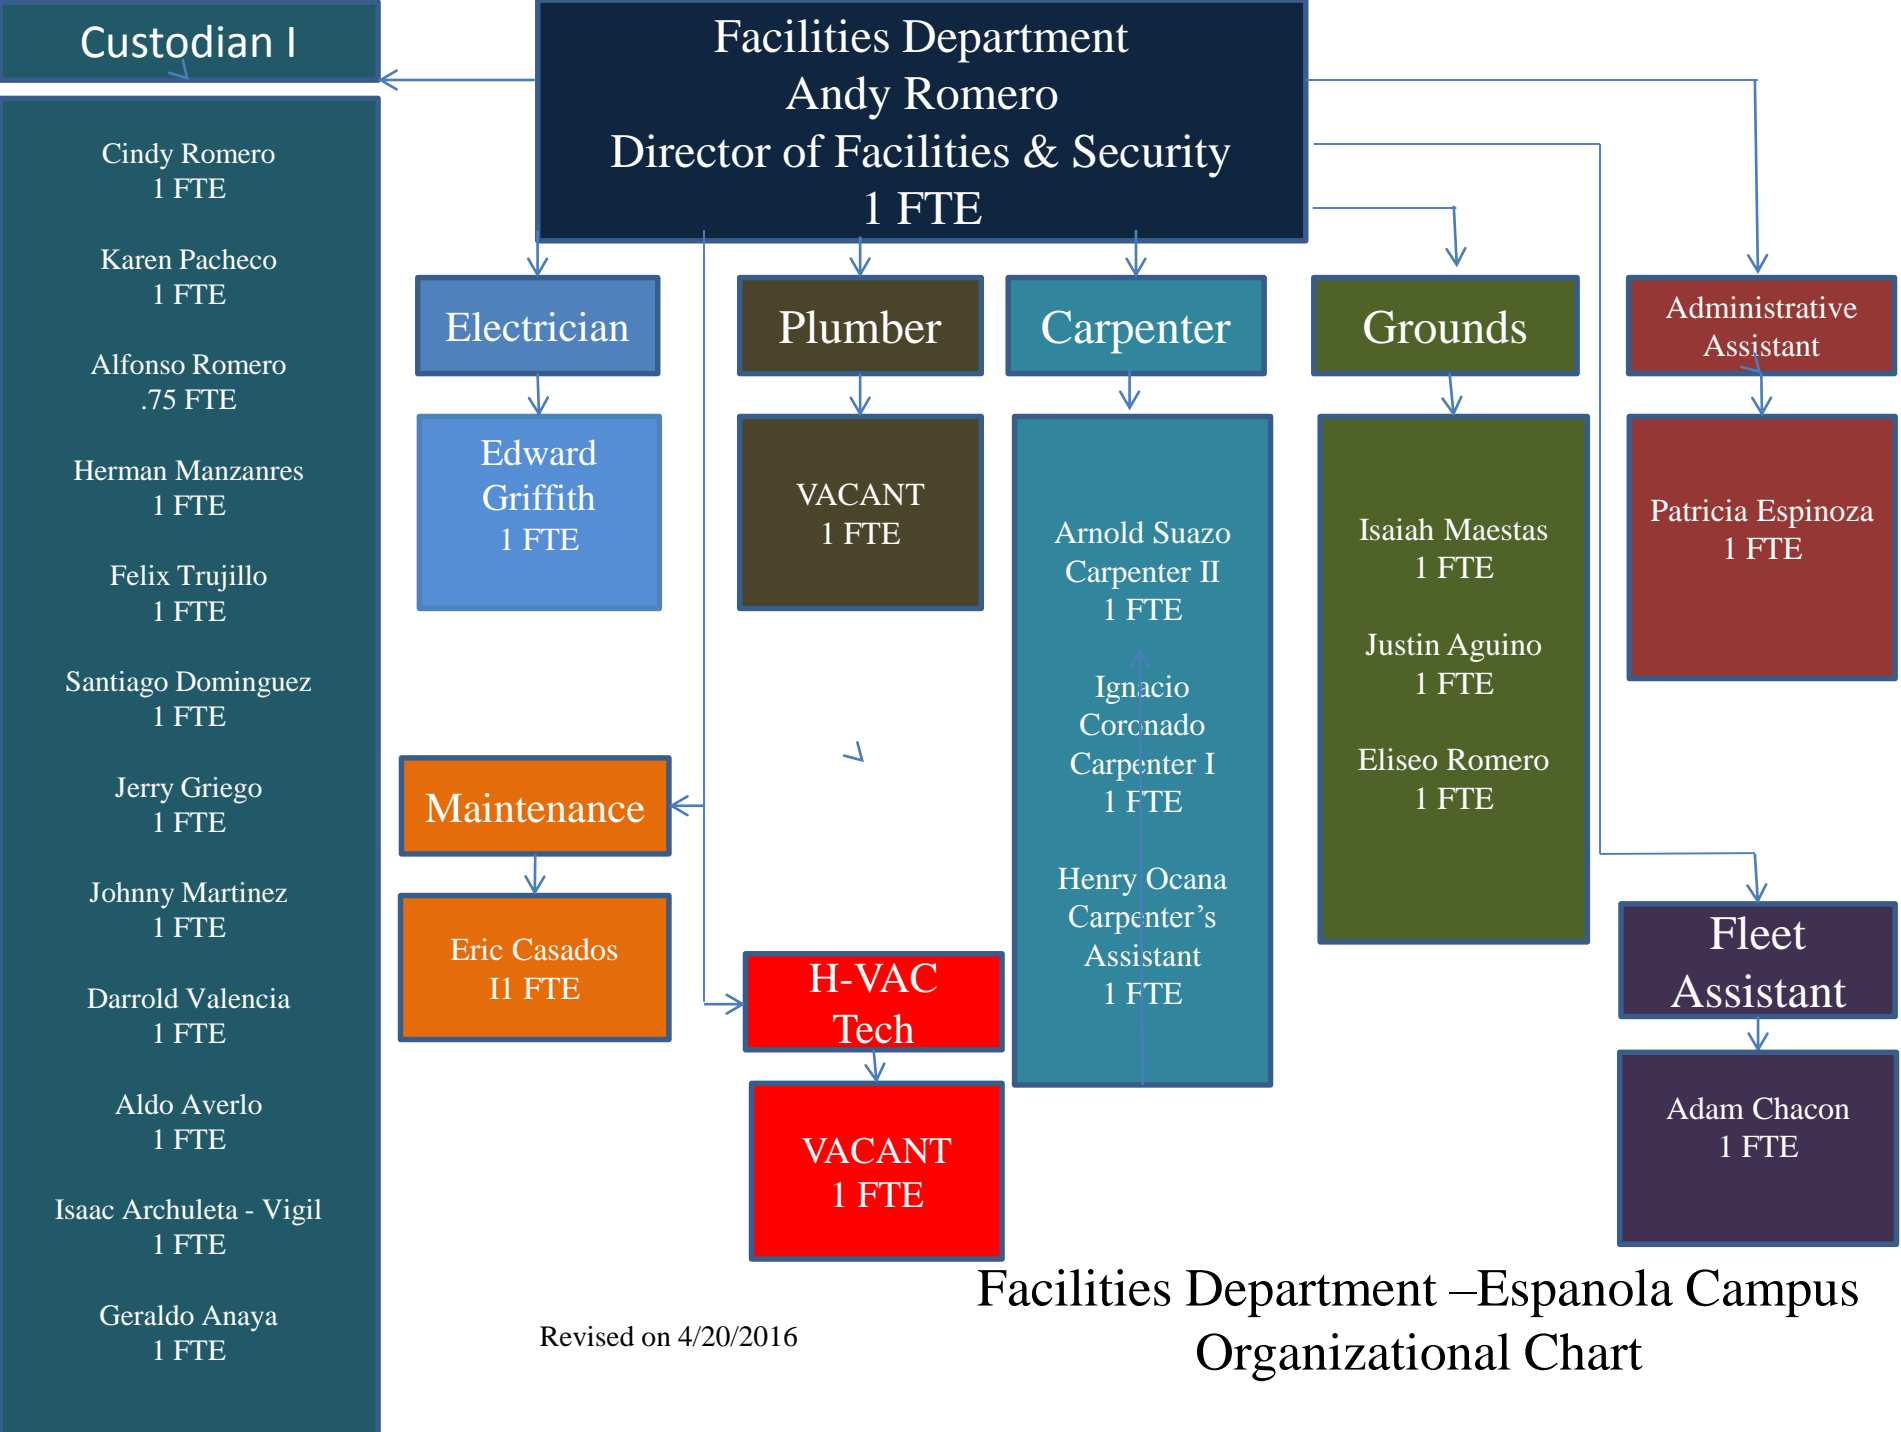 Custodian I
Cindy Romero
1 FTE
Karen Pacheco
1 FTE
Alfonso Romero
.75 FTE
Herman Manzanres
1 FTE
Felix Trujillo
1 FTE
Santiago Dominguez
1 FTE
Jerry Griego
1 FTE
Johnny Martinez
1 FTE
Darrold Valencia
1 FTE
Aldo Averlo
1 FTE
Isaac Archuleta - Vigil
1 FTE
Geraldo Anaya
1 FTE
Facilities Department
Andy Romero
Director of Facilities & Security
1 FTE
Electrician
Edward
Griffith
1 FTE
Plumber
VACANT
1 FTE
Carpenter
Arnold Suazo
Carpenter II
1 FTE
Ignacio
Coronado
Carpenter I
1 FTE
Henry Ocana
Carpenter’s
Assistant
1 FTE
Grounds
Isaiah Maestas
1 FTE
Justin Aguino
1 FTE
Eliseo Romero
1 FTE
Administrative
Assistant
Patricia Espinoza
1 FTE
Maintenance
Eric Casados
I1 FTE
H-VAC
Tech
VACANT
1 FTE
Fleet
Assistant
Adam Chacon
1 FTE
Facilities Department –Espanola Campus
Organizational Chart
Revised on 4/20/2016